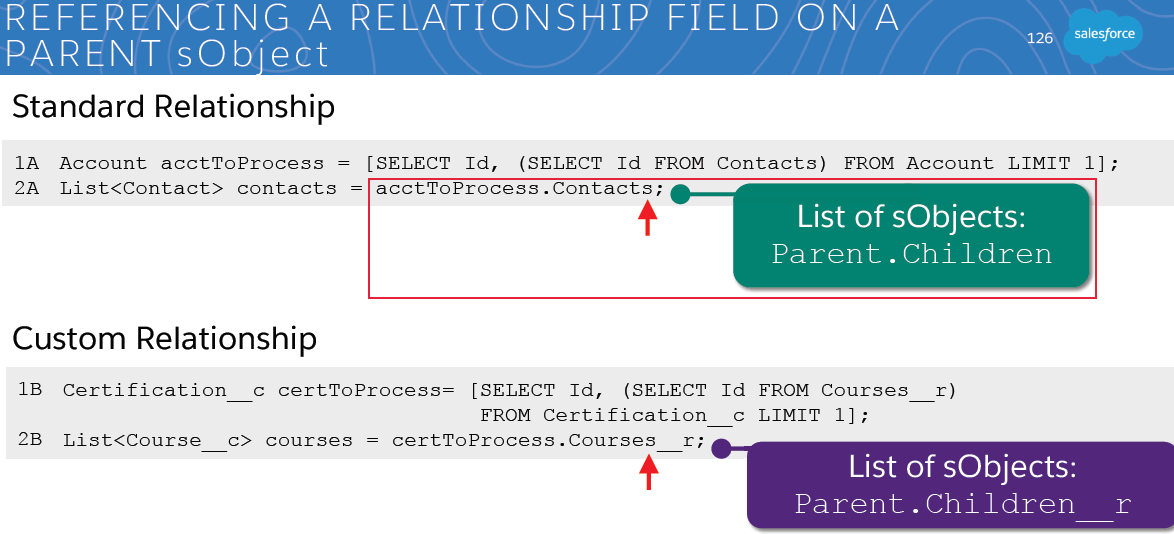 REFERENCING A RELATIONSHIP FIELD ON A
PARENT sObject
126
salesforce
Standard Relationship
1A Account acctToProcess = [SELECT Id, (SELECT Id FROM Contacts) FROM Account LIMIT 1];
2A List<Contact> contacts = acctToProcess.Contacts;
List of sObjects:
Parent.Children
Custom Relationship
1B Certification__c certToProcess= [SELECT Id, (SELECT Id FROM Courses__r)
FROM Certification__c LIMIT 1];
2B List<Course__c> courses = certToProcess.Courses__r;
List of sObjects:
Parent.Children__r